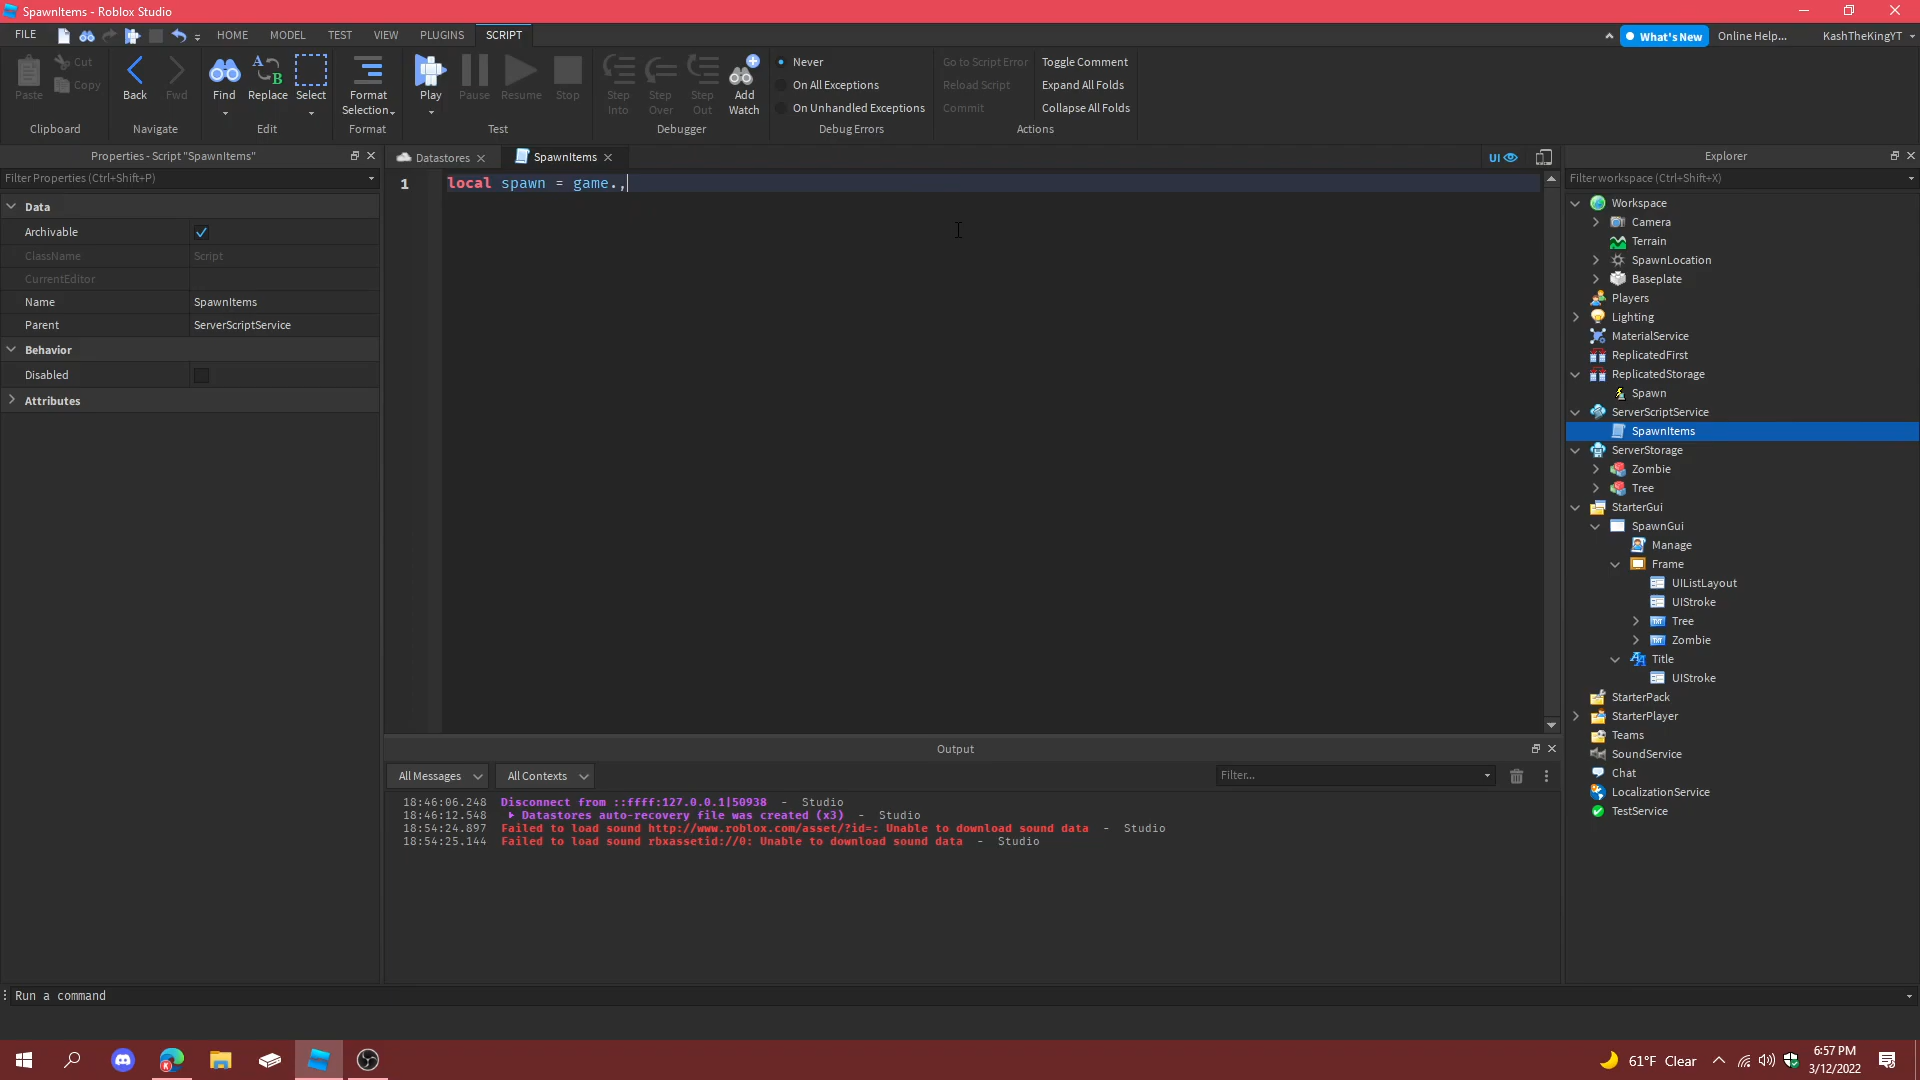 SpawnItems - Roblox Studio
FILE HOME MODEL TEST VIEW PLUGINS SCRIPT What's New Online Help... KashTheKingYT
Paste Cut Copy Back Fwd Find Replace Select Format Selection Play Pause Resume Stop Step Into Step Over Step Out Add Watch
Never Go to Script Error Toggle Comment
On All Exceptions Reload Script Expand All Folds
On Unhandled Exceptions Commit Collapse All Folds
Clipboard Navigate Edit Format Test Debugger Debug Errors Actions
Properties - Script "SpawnItems"
Filter Properties (Ctrl+Shift+P)
Data
Archivable
ClassName Script
CurrentEditor
Name SpawnItems
Parent ServerScriptService
Behavior
Disabled
Attributes
Datastores SpawnItems UI
1 local spawn = game.,
Output
All Messages All Contexts Filter...
18:46:06.248 Disconnect from ::ffff:127.0.0.1|50938 - Studio
18:46:12.548 Datastores auto-recovery file was created (x3) - Studio
18:54:24.897 Failed to load sound http://www.roblox.com/asset/?id=: Unable to download sound data - Studio
18:54:25.144 Failed to load sound rbxassetid://0: Unable to download sound data - Studio
Explorer
Filter workspace (Ctrl+Shift+X)
Workspace
Camera
Terrain
SpawnLocation
Baseplate
Players
Lighting
MaterialService
ReplicatedFirst
ReplicatedStorage
Spawn
ServerScriptService
SpawnItems
ServerStorage
Zombie
Tree
StarterGui
SpawnGui
Manage
Frame
UIListLayout
UIStroke
Tree
Zombie
Title
UIStroke
StarterPack
StarterPlayer
Teams
SoundService
Chat
LocalizationService
TestService
Run a command
61°F Clear
6:57 PM
3/12/2022